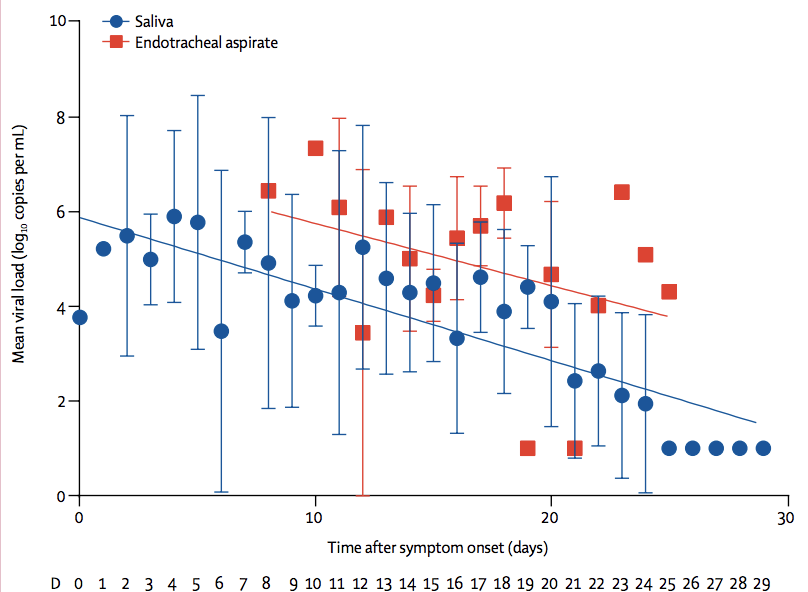 Saliva
Endotracheal aspirate
10
8
6
4
2
0
Mean viral load (log₁₀ copies per mL)
0 10 20 30
Time after symptom onset (days)
D 0 1 2 3 4 5 6 7 8 9 10 11 12 13 14 15 16 17 18 19 20 21 22 23 24 25 26 27 28 29